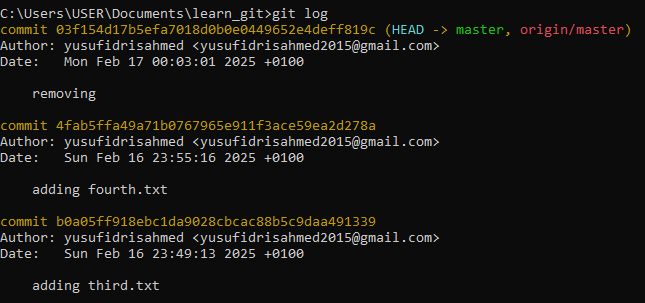 C:\Users\USER\Documents\learn_git>git log
commit 03f154d17b5efa7018d0b0e0449652e4deff819c (HEAD -> master, origin/master)
Author: yusufidrisahmed <yusufidrisahmed2015@gmail.com>
Date:   Mon Feb 17 00:03:01 2025 +0100

    removing

commit 4fab5ffa49a71b0767965e911f3ace59ea2d278a
Author: yusufidrisahmed <yusufidrisahmed2015@gmail.com>
Date:   Sun Feb 16 23:55:16 2025 +0100

    adding fourth.txt

commit b0a05ff918ebc1da9028cbcac88b5c9daa491339
Author: yusufidrisahmed <yusufidrisahmed2015@gmail.com>
Date:   Sun Feb 16 23:49:13 2025 +0100

    adding third.txt